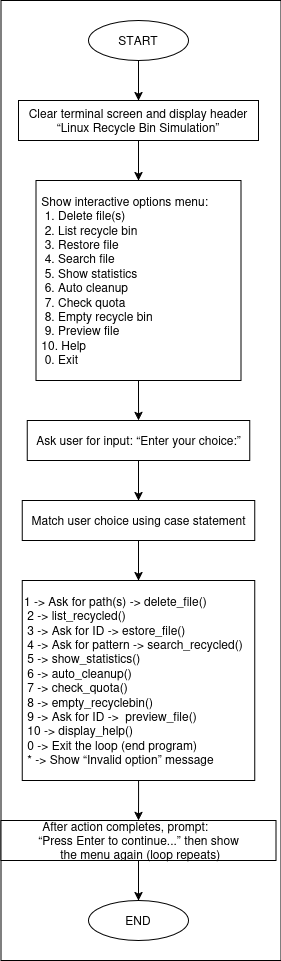 START
Clear terminal screen and display header
“Linux Recycle Bin Simulation”
Show interactive options menu:
1. Delete file(s)
2. List recycle bin
3. Restore file
4. Search file
5. Show statistics
6. Auto cleanup
7. Check quota
8. Empty recycle bin
9. Preview file
10. Help
0. Exit
Ask user for input: “Enter your choice:”
Match user choice using case statement
1 -> Ask for path(s) -> delete_file()
2 -> list_recycled()
3 -> Ask for ID -> estore_file()
4 -> Ask for pattern -> search_recycled()
5 -> show_statistics()
6 -> auto_cleanup()
7 -> check_quota()
8 -> empty_recyclebin()
9 -> Ask for ID -> preview_file()
10 -> display_help()
0 -> Exit the loop (end program)
* -> Show “Invalid option” message
After action completes, prompt:
“Press Enter to continue...” then show
the menu again (loop repeats)
END